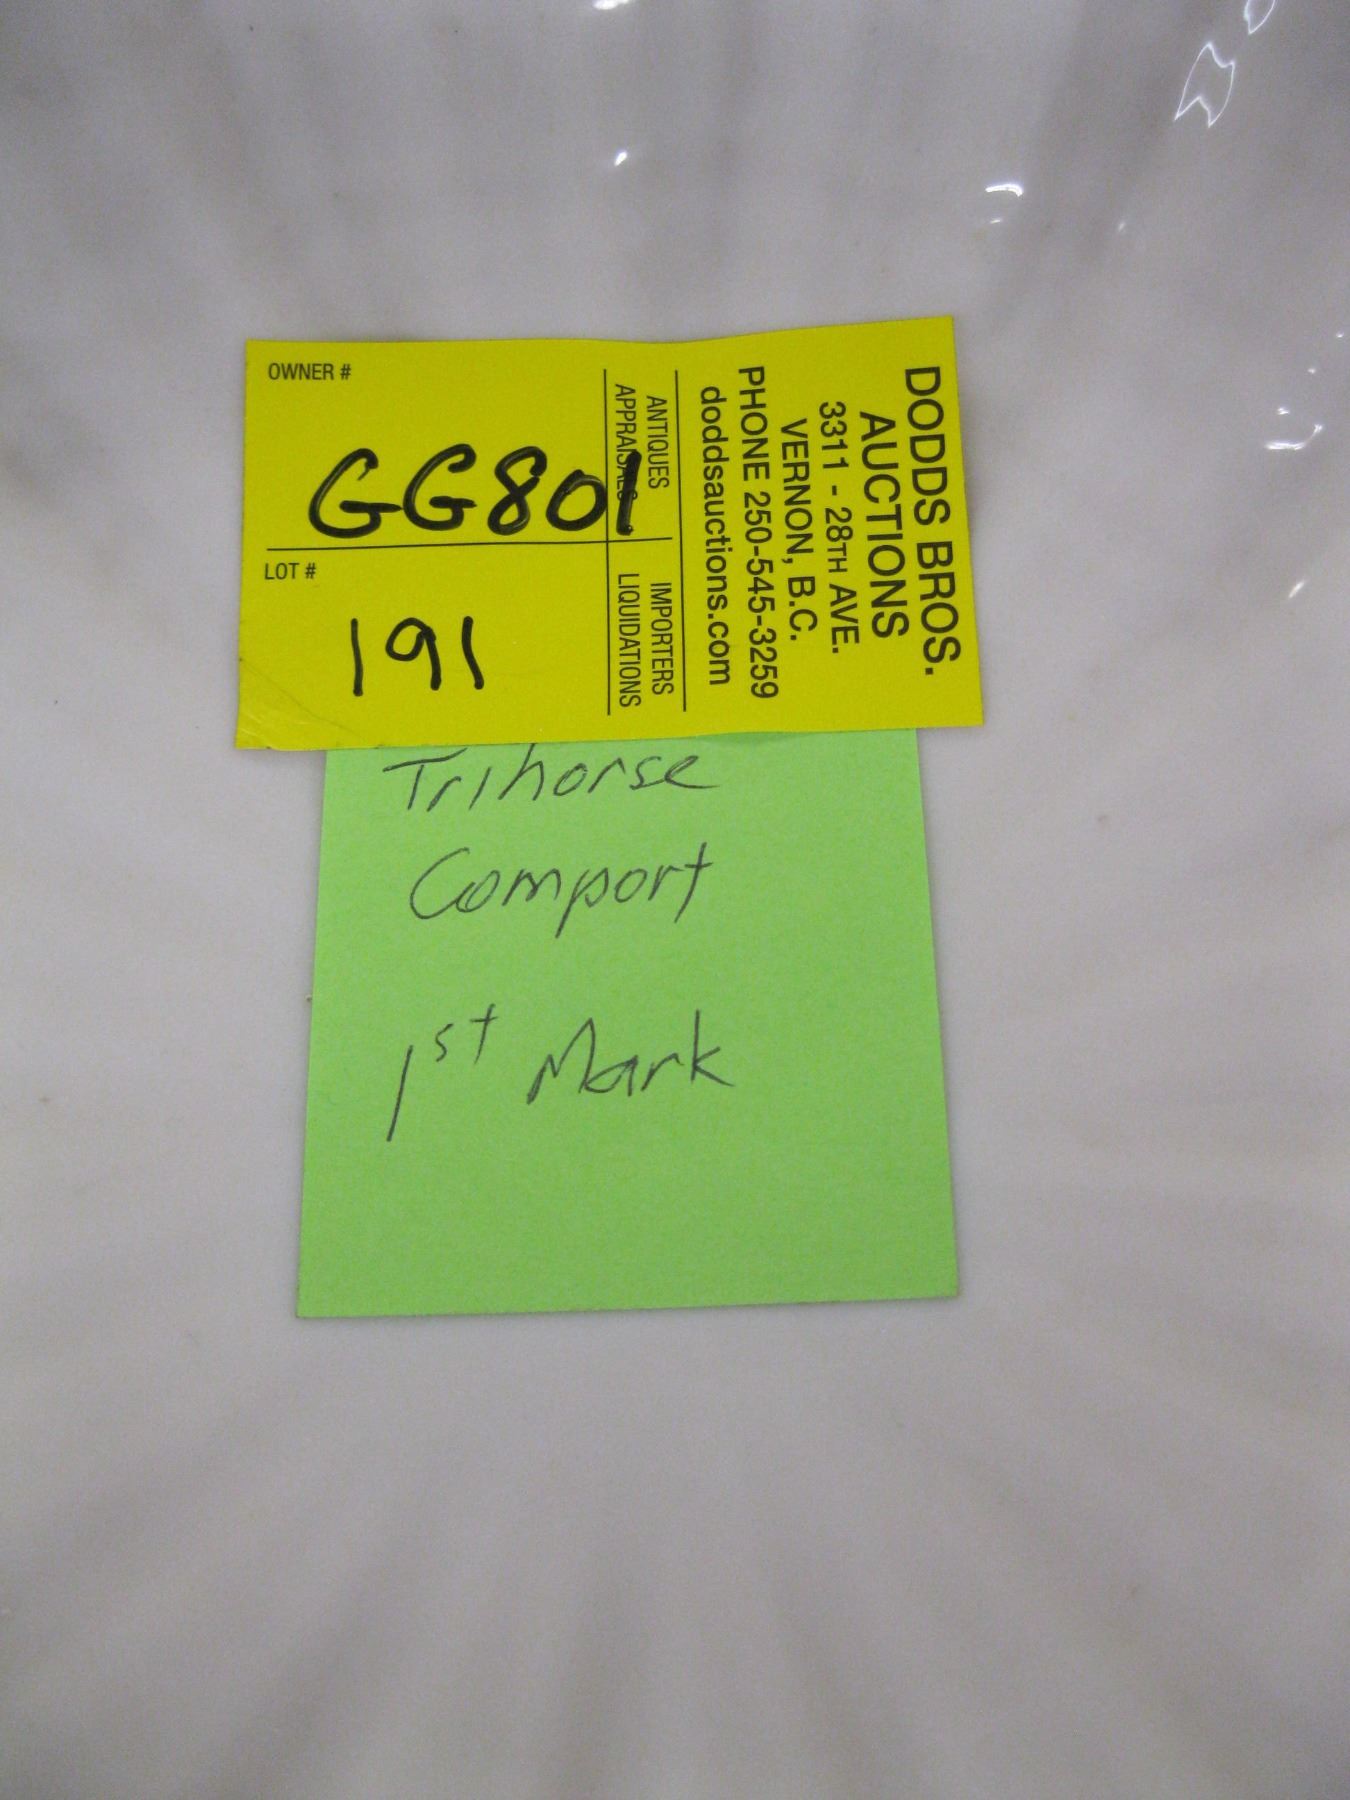 OWNER #
GG801
LOT #
191
ANTIQUES
APPRAISALS
IMPORTERS
LIQUIDATIONS
DODDS BROS.
AUCTIONS
3311 - 28TH AVE.
VERNON, B.C.
PHONE 250-545-3259
doddsauctions.com
Trihorse
Comport
1st Mark